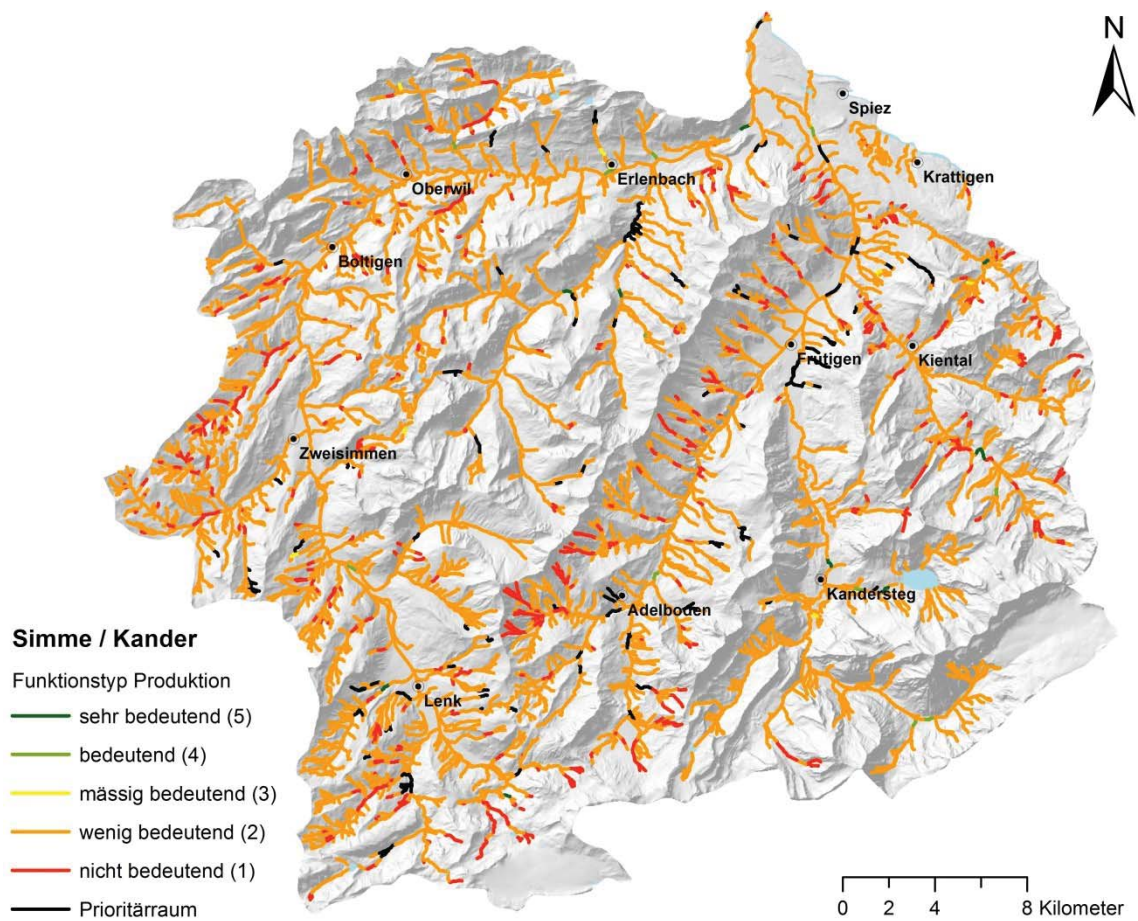 N
Spiez
Krattigen
Erlenbach
Oberwil
Boltigen
Frutigen
Kiental
Zweisimmen
Kandersteg
Adelboden
Lenk
Simme / Kander
Funktionstyp Produktion
sehr bedeutend (5)
bedeutend (4)
mässig bedeutend (3)
wenig bedeutend (2)
nicht bedeutend (1)
Prioritärraum
0 2 4 8 Kilometer